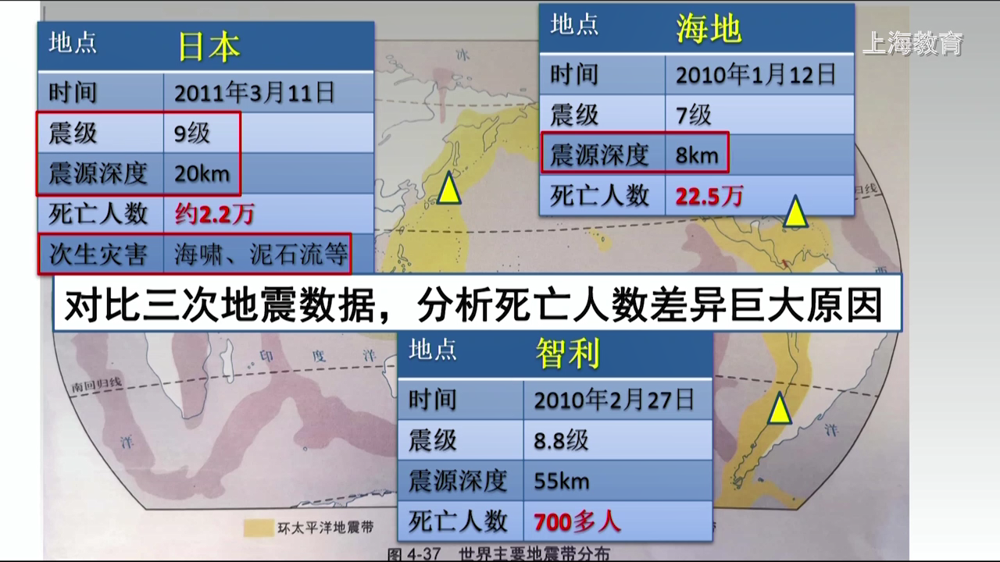 地点 日本
时间 2011年3月11日
震级 9级
震源深度 20km
死亡人数 约2.2万
次生灾害 海啸、泥石流等
地点 海地
时间 2010年1月12日
震级 7级
震源深度 8km
死亡人数 22.5万
上海教育
冰
归线
西
对比三次地震数据，分析死亡人数差异巨大原因
印 度 洋
南回归线
洋
洋
地点 智利
时间 2010年2月27日
震级 8.8级
震源深度 55km
死亡人数 700多人
环太平洋地震带
图 4-37 世界主要地震带分布